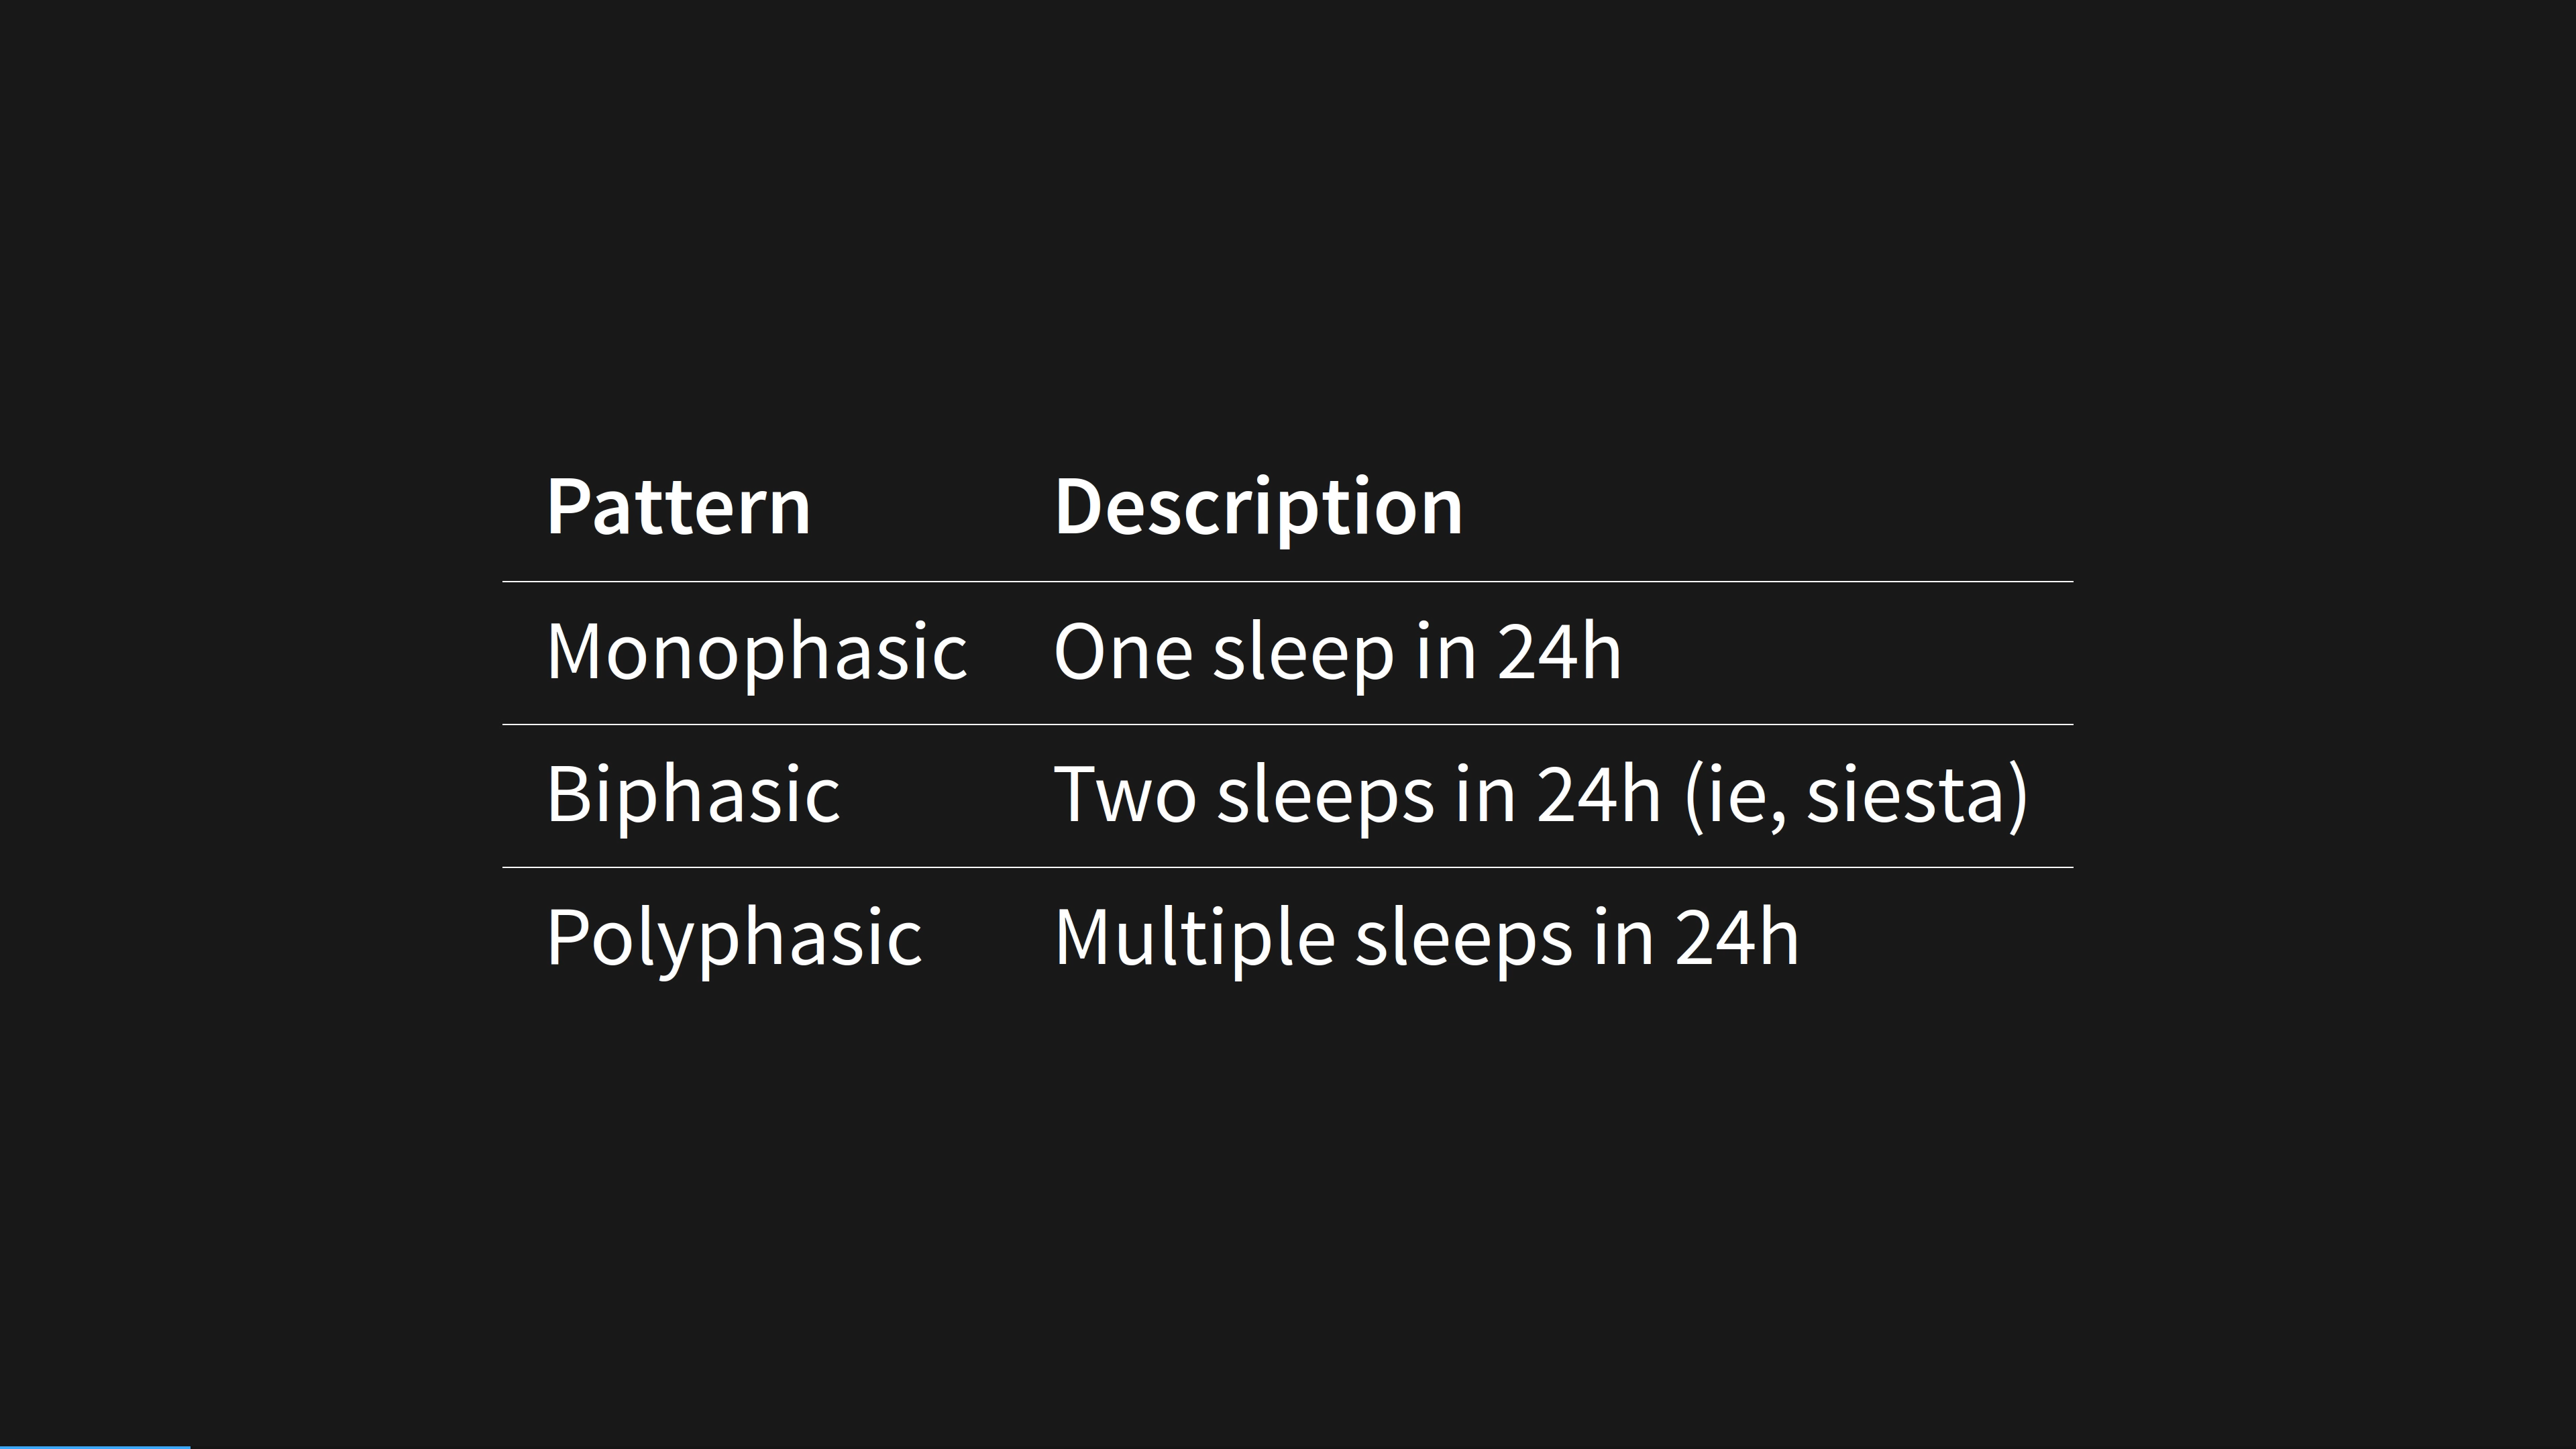 Pattern Description
Monophasic One sleep in 24h
Biphasic Two sleeps in 24h (ie, siesta)
Polyphasic Multiple sleeps in 24h